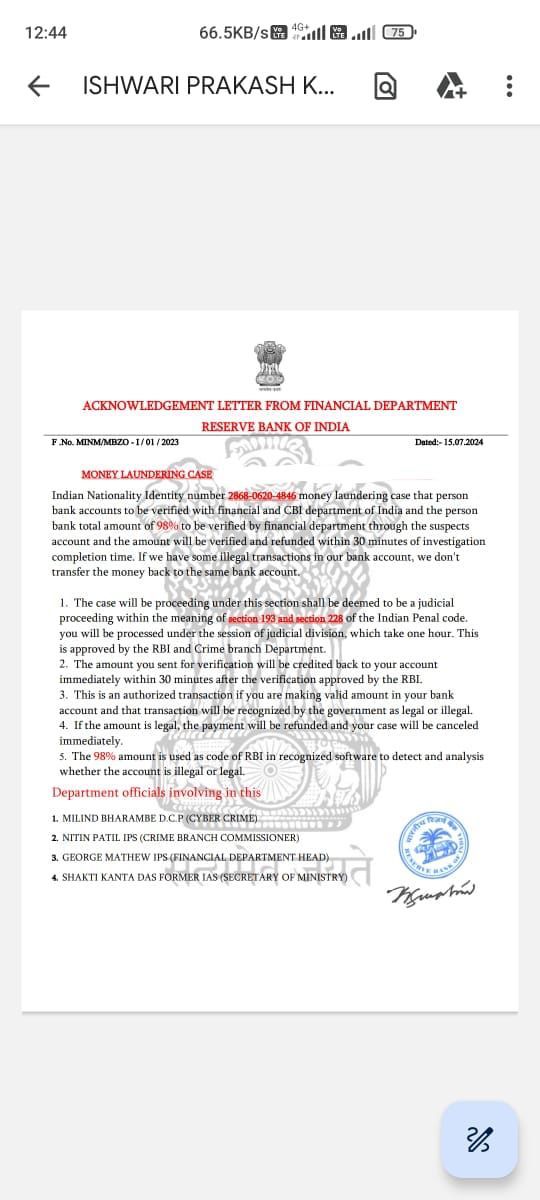 12:44
66.5KB/s Vo LTE 4G+ Vo LTE 75
ISHWARI PRAKASH K...
ACKNOWLEDGEMENT LETTER FROM FINANCIAL DEPARTMENT
RESERVE BANK OF INDIA
F .No. MINM/MBZO - I / 01 / 2023 Dated:- 15.07.2024
MONEY LAUNDERING CASE
Indian Nationality Identity number 2868-0620-4846 money laundering case that person
bank accounts to be verified with financial and CBI department of India and the person
bank total amount of 98% to be verified by financial department through the suspects
account and the amount will be verified and refunded within 30 minutes of investigation
completion time. If we have some illegal transactions in our bank account, we don't
transfer the money back to the same bank account.
1. The case will be proceeding under this section shall be deemed to be a judicial
proceeding within the meaning of section 193 and section 228 of the Indian Penal code.
you will be processed under the session of judicial division, which take one hour. This
is approved by the RBI and Crime branch Department.
2. The amount you sent for verification will be credited back to your account
immediately within 30 minutes after the verification approved by the RBI.
3. This is an authorized transaction if you are making valid amount in your bank
account and that transaction will be recognized by the government as legal or illegal.
4. If the amount is legal, the payment will be refunded and your case will be canceled
immediately.
5. The 98% amount is used as code of RBI in recognized software to detect and analysis
whether the account is illegal or legal.
Department officials involving in this
1. MILIND BHARAMBE D.C.P (CYBER CRIME)
2. NITIN PATIL IPS (CRIME BRANCH COMMISSIONER)
3. GEORGE MATHEW IPS (FINANCIAL DEPARTMENT HEAD)
4. SHAKTI KANTA DAS FORMER IAS (SECRETARY OF MINISTRY)
सत्यमेव जयते
भारतीय रिज़र्व बैंक
RESERVE BANK OF INDIA